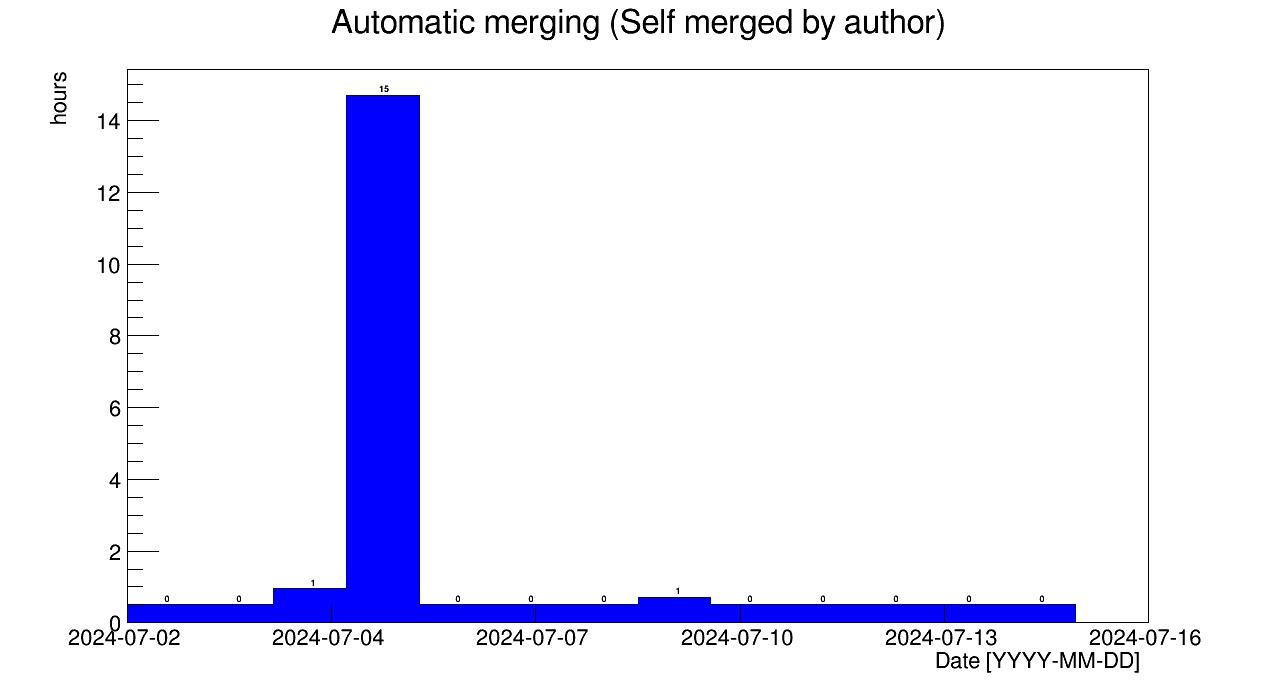 Automatic merging (Self merged by author)
hours
14
12
10
8
6
4
2
0
15
0 0 1 0 0 0 1 0 0 0 0 0
2024-07-02 2024-07-04 2024-07-07 2024-07-10 2024-07-13 2024-07-16
Date [YYYY-MM-DD]